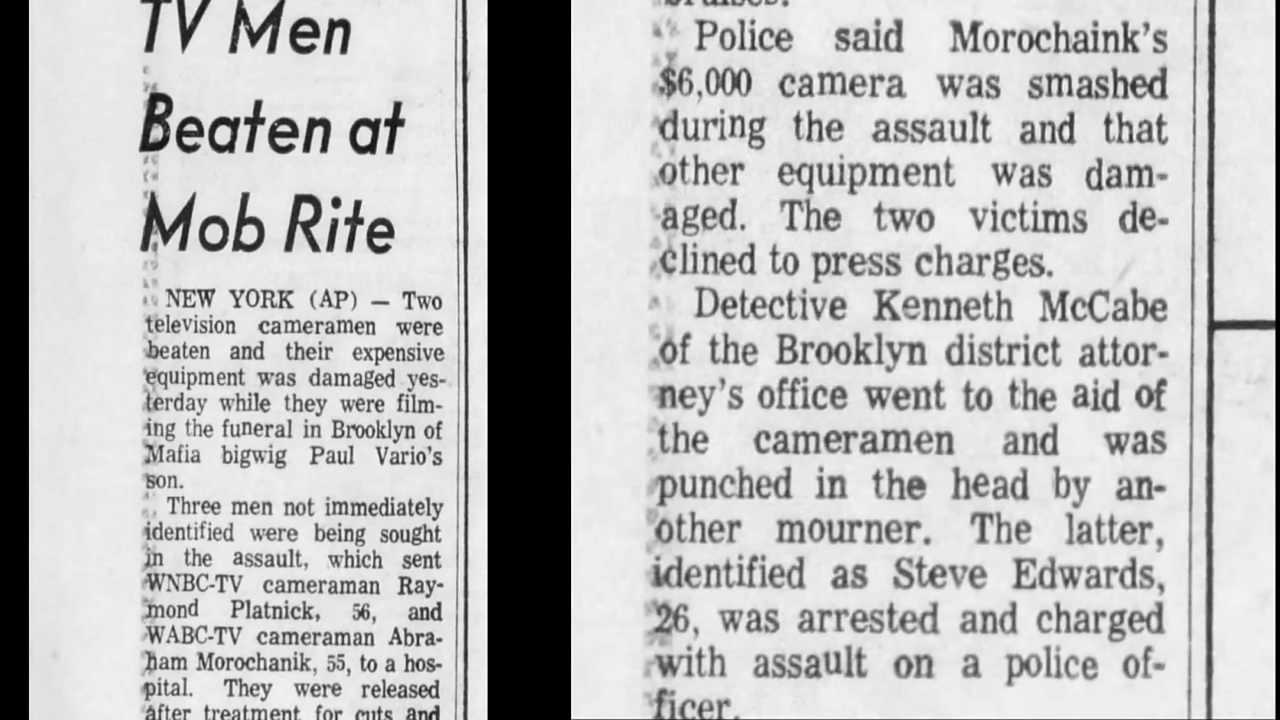 TV Men
Beaten at
Mob Rite
NEW YORK (AP) — Two
television cameramen were
beaten and their expensive
equipment was damaged yes-
terday while they were film-
ing the funeral in Brooklyn of
Mafia bigwig Paul Vario's
son.
Three men not immediately
identified were being sought
in the assault, which sent
WNBC-TV cameraman Ray-
mond Platnick, 56, and
WABC-TV cameraman Abra-
ham Morochanik, 55, to a hos-
pital. They were released
after treatment for cuts and
bruises.
Police said Morochaink's
$6,000 camera was smashed
during the assault and that
other equipment was dam-
aged. The two victims de-
clined to press charges.
Detective Kenneth McCabe
of the Brooklyn district attor-
ney's office went to the aid of
the cameramen and was
punched in the head by an-
other mourner. The latter,
identified as Steve Edwards,
26, was arrested and charged
with assault on a police of-
ficer.